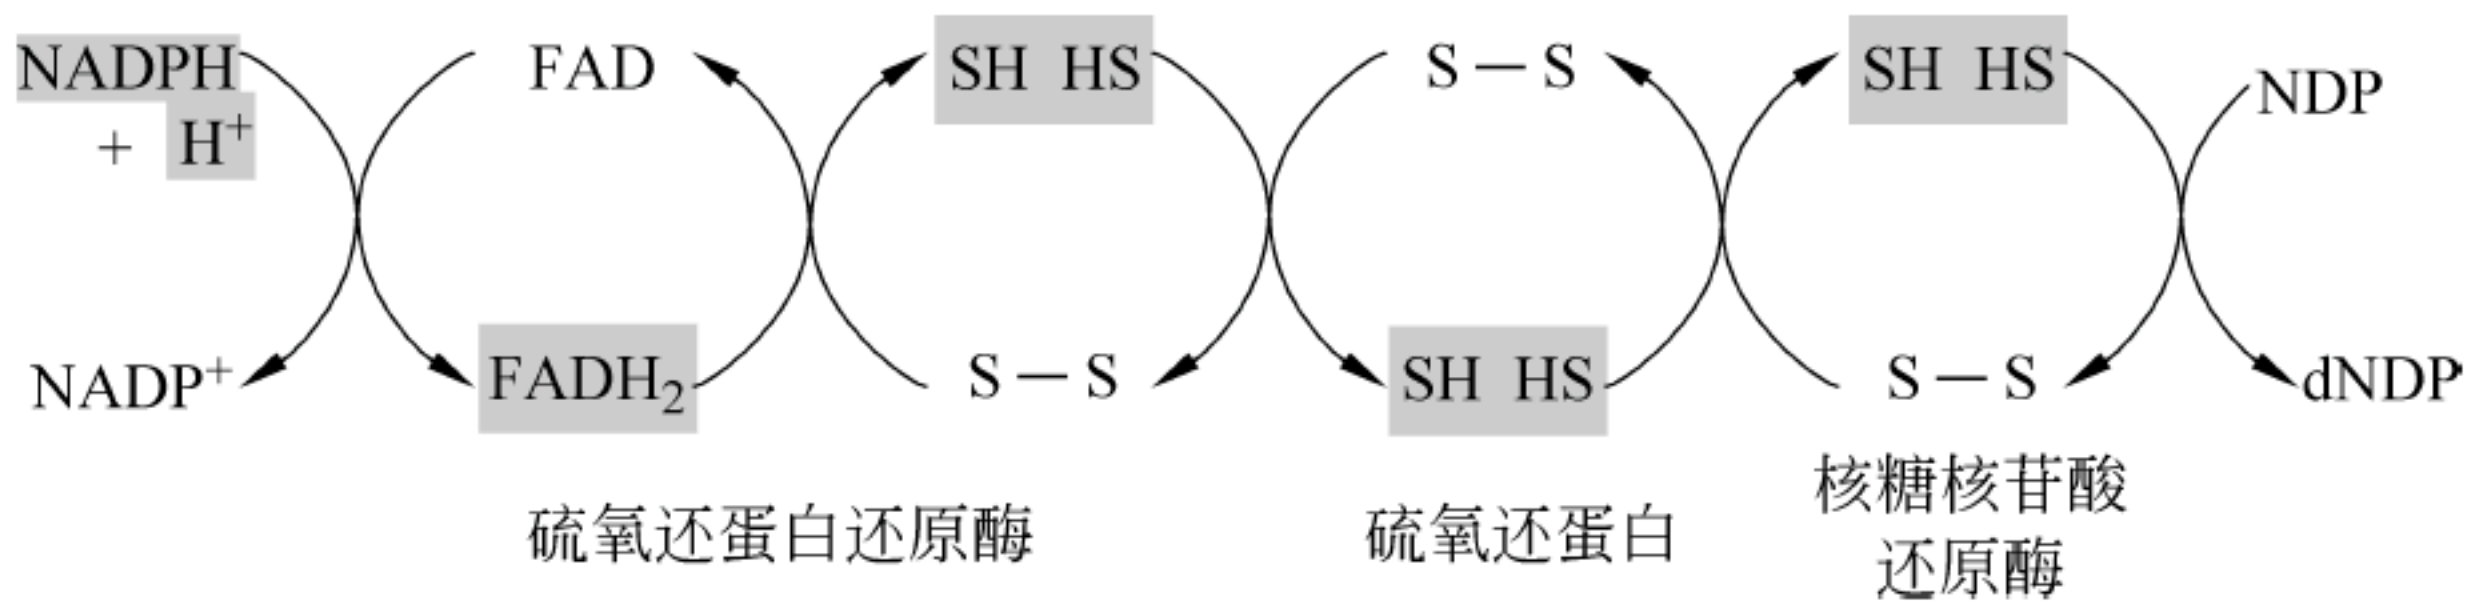 NADPH
+ H⁺
FAD
SH HS
S—S
SH HS
NDP
NADP⁺
FADH₂
S—S
SH HS
S—S
dNDP
硫氧还蛋白还原酶
硫氧还蛋白
核糖核苷酸
还原酶